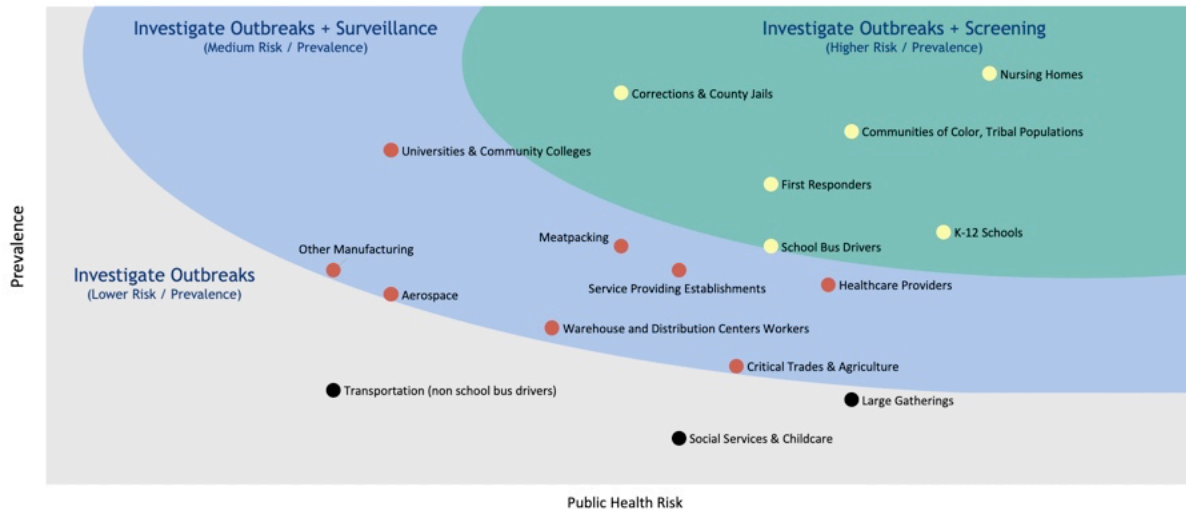 Investigate Outbreaks + Surveillance
(Medium Risk / Prevalence)
Investigate Outbreaks + Screening
(Higher Risk / Prevalence)
Nursing Homes
Corrections & County Jails
Communities of Color, Tribal Populations
Universities & Community Colleges
First Responders
K-12 Schools
Meatpacking
School Bus Drivers
Other Manufacturing
Investigate Outbreaks
(Lower Risk / Prevalence)
Service Providing Establishments
Healthcare Providers
Aerospace
Warehouse and Distribution Centers Workers
Critical Trades & Agriculture
Transportation (non school bus drivers)
Large Gatherings
Social Services & Childcare
Prevalence
Public Health Risk